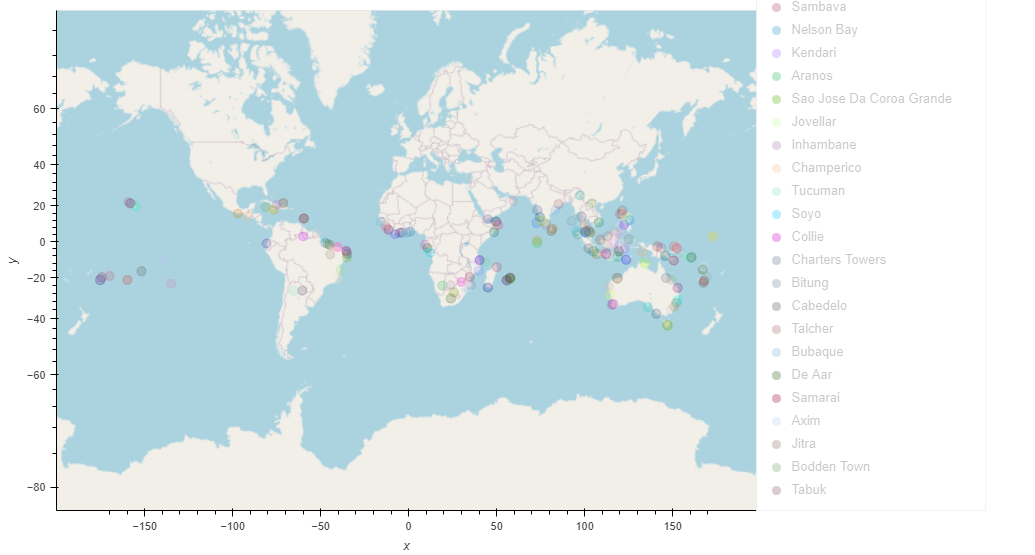 Sambava
Nelson Bay
Kendari
Aranos
Sao Jose Da Coroa Grande
Jovellar
Inhambane
Champerico
Tucuman
Soyo
Collie
Charters Towers
Bitung
Cabedelo
Talcher
Bubaque
De Aar
Samarai
Axim
Jitra
Bodden Town
Tabuk
60
40
20
0
−20
−40
−60
−80
y
−150
−100
−50
0
50
100
150
x